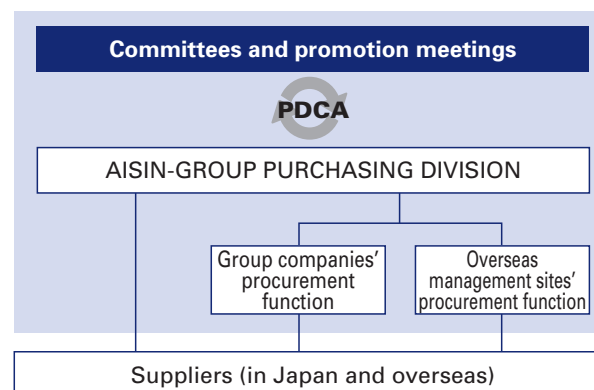 Committees and promotion meetings
PDCA
AISIN-GROUP PURCHASING DIVISION
Group companies’
procurement
function
Overseas
management sites’
procurement function
Suppliers (in Japan and overseas)